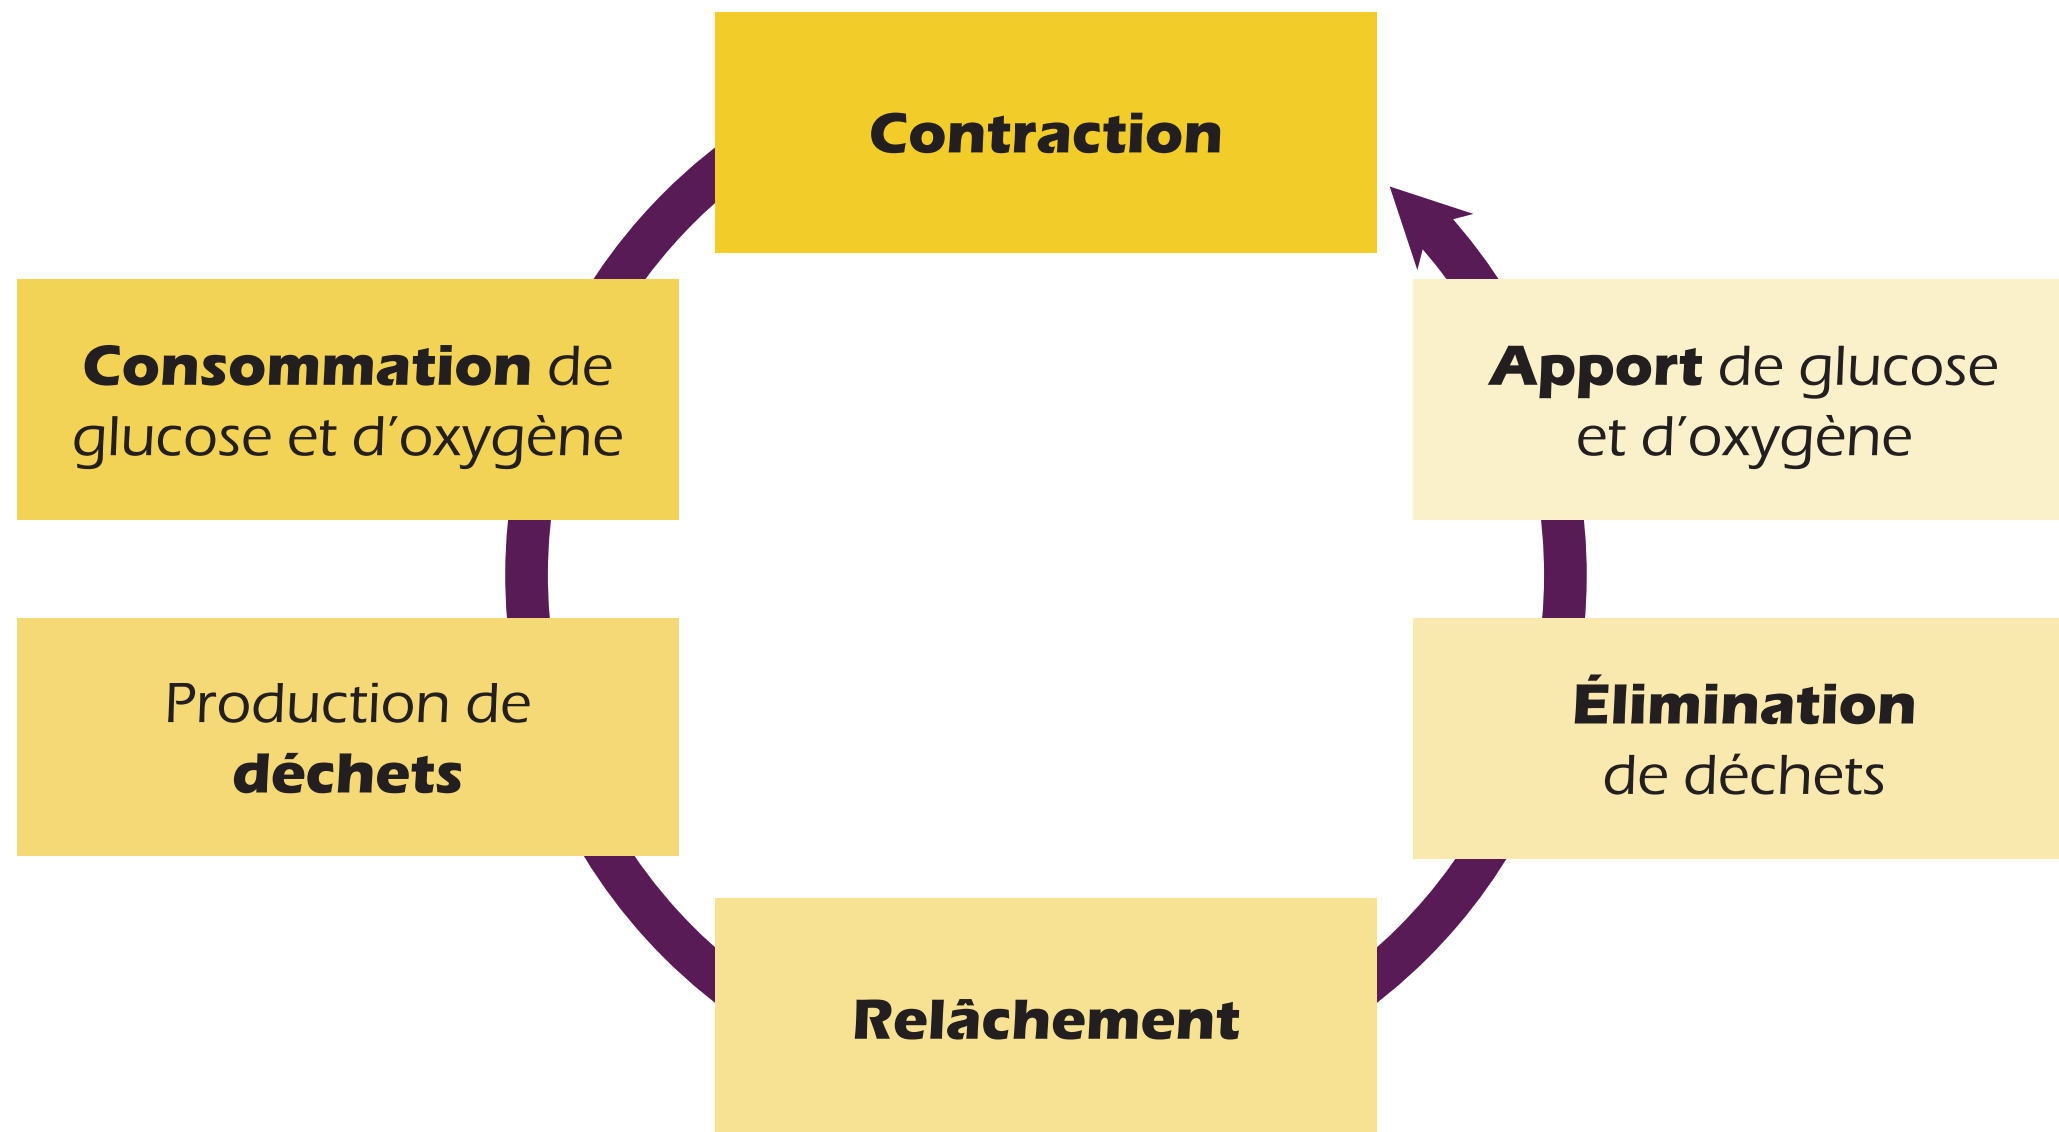 Contraction
Consommation de
glucose et d’oxygène
Production de
déchets
Relâchement
Élimination
de déchets
Apport de glucose
et d’oxygène